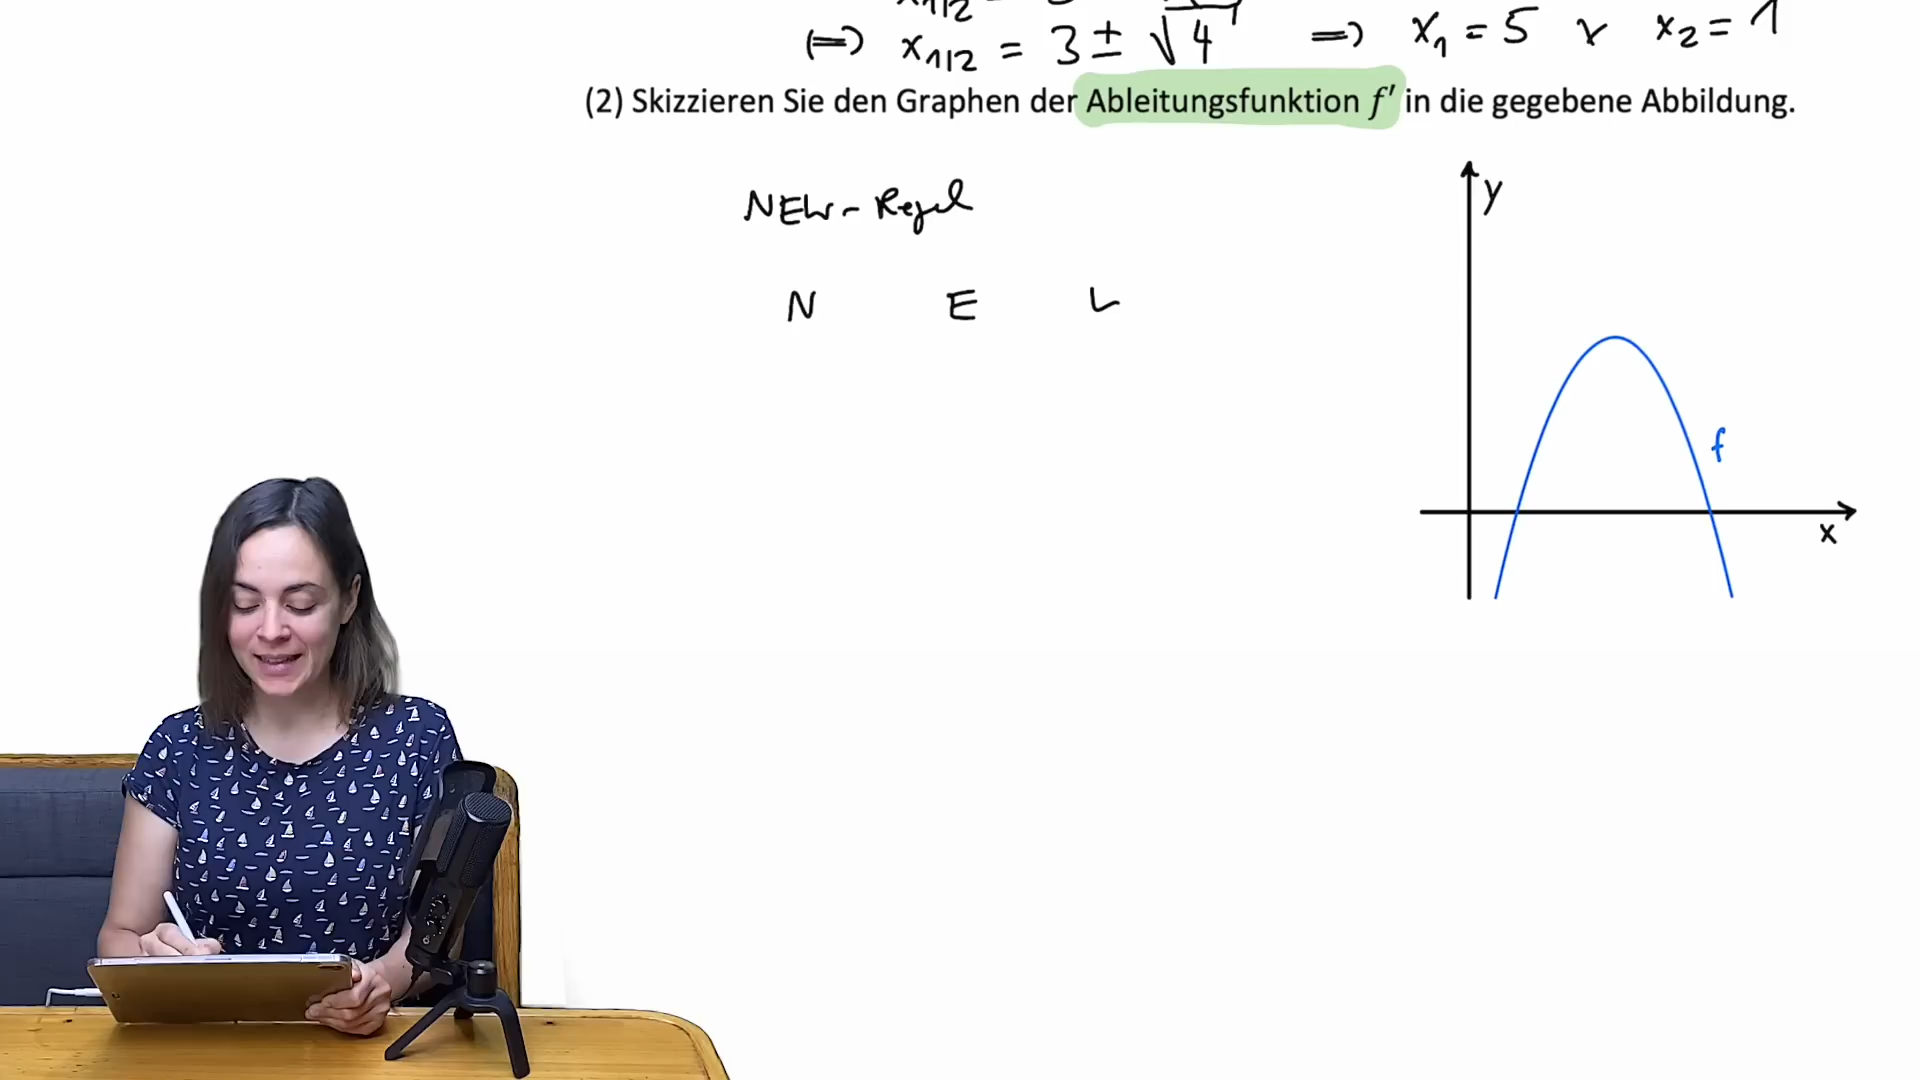 x1/2 = 3 ± √4 ⇒ x1 = 5 ∨ x2 = 1
(2) Skizzieren Sie den Graphen der Ableitungsfunktion f′ in die gegebene Abbildung.
NEW-Regel
N E
y
f
x